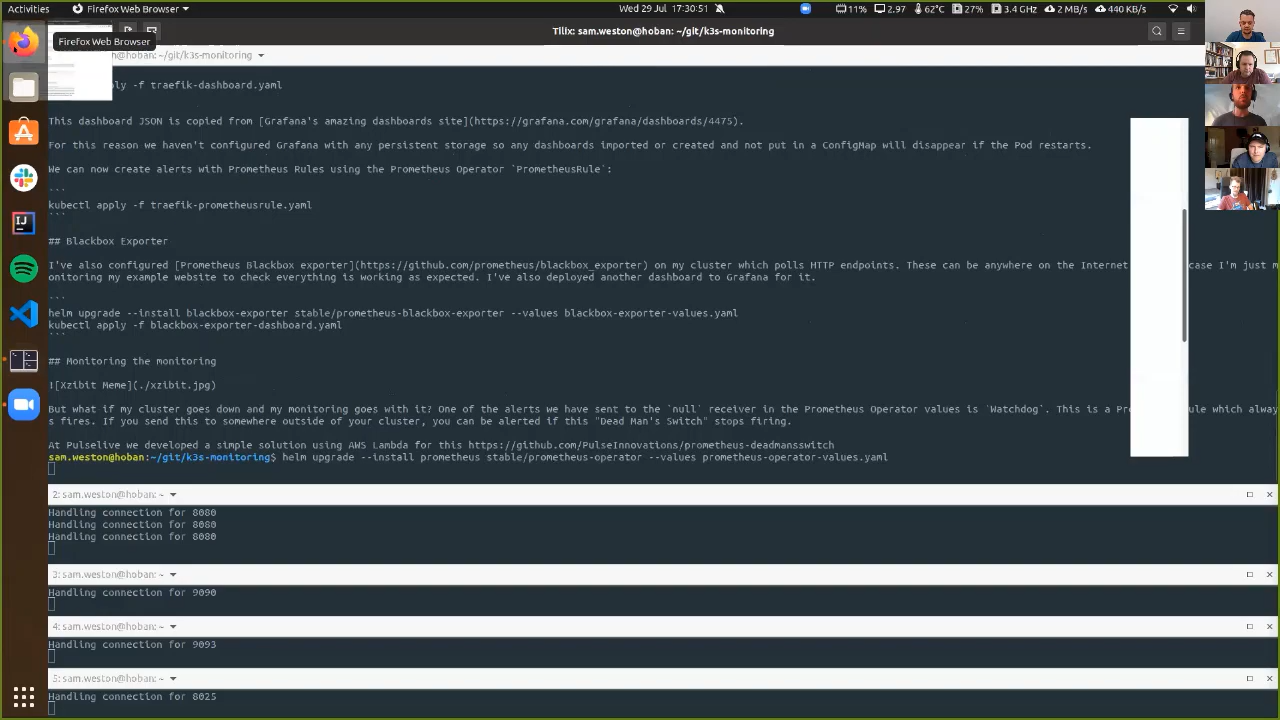 Activities
Firefox Web Browser
Wed 29 Jul 17:30:51
11%
2.97
62°C
27%
3.4 GHz
2 MB/s
440 KB/s
Firefox Web Browser
Tilix: sam.weston@hoban: ~/git/k3s-monitoring
@hoban: ~/git/k3s-monitoring
ply -f traefik-dashboard.yaml
This dashboard JSON is copied from [Grafana's amazing dashboards site](https://grafana.com/grafana/dashboards/4475).
For this reason we haven't configured Grafana with any persistent storage so any dashboards imported or created and not put in a ConfigMap will disappear if the Pod restarts.
We can now create alerts with Prometheus Rules using the Prometheus Operator `PrometheusRule`:
```
kubectl apply -f traefik-prometheusrule.yaml
```
## Blackbox Exporter
I've also configured [Prometheus Blackbox exporter](https://github.com/prometheus/blackbox_exporter) on my cluster which polls HTTP endpoints. These can be anywhere on the Internet case I'm just m
onitoring my example website to check everything is working as expected. I've also deployed another dashboard to Grafana for it.
```
helm upgrade --install blackbox-exporter stable/prometheus-blackbox-exporter --values blackbox-exporter-values.yaml
kubectl apply -f blackbox-exporter-dashboard.yaml
```
## Monitoring the monitoring
![Xzibit Meme](./xzibit.jpg)
But what if my cluster goes down and my monitoring goes with it? One of the alerts we have sent to the `null` receiver in the Prometheus Operator values is `Watchdog`. This is a Pro ule which alway
s fires. If you send this to somewhere outside of your cluster, you can be alerted if this "Dead Man's Switch" stops firing.
At Pulselive we developed a simple solution using AWS Lambda for this https://github.com/PulseInnovations/prometheus-deadmansswitch
sam.weston@hoban:~/git/k3s-monitoring$ helm upgrade --install prometheus stable/prometheus-operator --values prometheus-operator-values.yaml
2: sam.weston@hoban: ~
Handling connection for 8080
Handling connection for 8080
Handling connection for 8080
3: sam.weston@hoban: ~
Handling connection for 9090
4: sam.weston@hoban: ~
Handling connection for 9093
5: sam.weston@hoban: ~
Handling connection for 8025